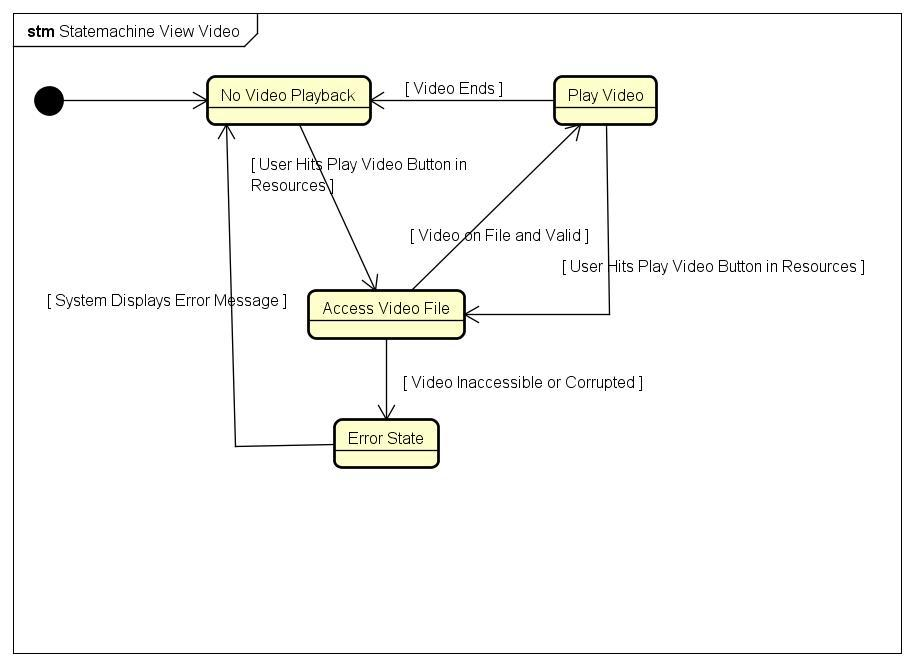 stm Statemachine View Video
No Video Playback
[ Video Ends ]
Play Video
[ User Hits Play Video Button in
Resources ]
[ Video on File and Valid ]
[ User Hits Play Video Button in Resources ]
[ System Displays Error Message ]
Access Video File
[ Video Inaccessible or Corrupted ]
Error State